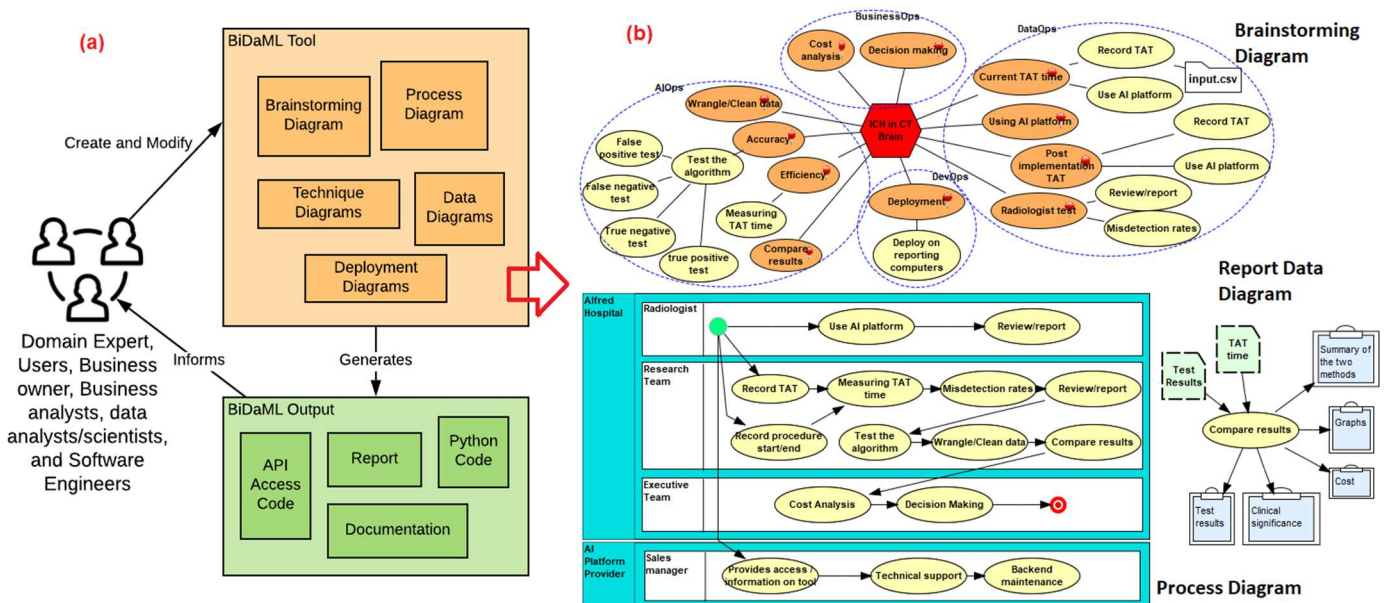 (a)
BiDaML Tool
Brainstorming
Diagram
Process
Diagram
Technique
Diagrams
Data
Diagrams
Deployment
Diagrams
Create and Modify
Domain Expert,
Users, Business
owner, Business
analysts, data
analysts/scientists,
and Software
Engineers
Informs
Generates
BiDaML Output
API
Access
Code
Report
Python
Code
Documentation
(b)
Brainstorming
Diagram
BusinessOps
Cost
analysis
Decision making
DataOps
Current TAT time
Record TAT
input.csv
Use AI platform
Using AI platform
Record TAT
Post
implementation
TAT
Use AI platform
Radiologist test
Review/report
Misdetection rates
AIOps
Wrangle/Clean data
ICH in CT
Brain
Accuracy
False
positive test
Test the
algorithm
Efficiency
False negative
test
Measuring
TAT time
True negative
test
true positive
test
Compare
results
DevOps
Deployment
Deploy on
reporting
computers
Alfred
Hospital
Radiologist
Use AI platform
Review/report
Research
Team
Record TAT
Measuring TAT
time
Misdetection rates
Review/report
Record procedure
start/end
Test the
algorithm
Wrangle/Clean data
Compare results
Executive
Team
Cost Analysis
Decision Making
AI
Platform
Provider
Sales
manager
Provides access /
information on tool
Technical support
Backend
maintenance
Process Diagram
Report Data
Diagram
Test
Results
TAT
time
Summary of
the two
methods
Compare results
Graphs
Cost
Test
results
Clinical
significance